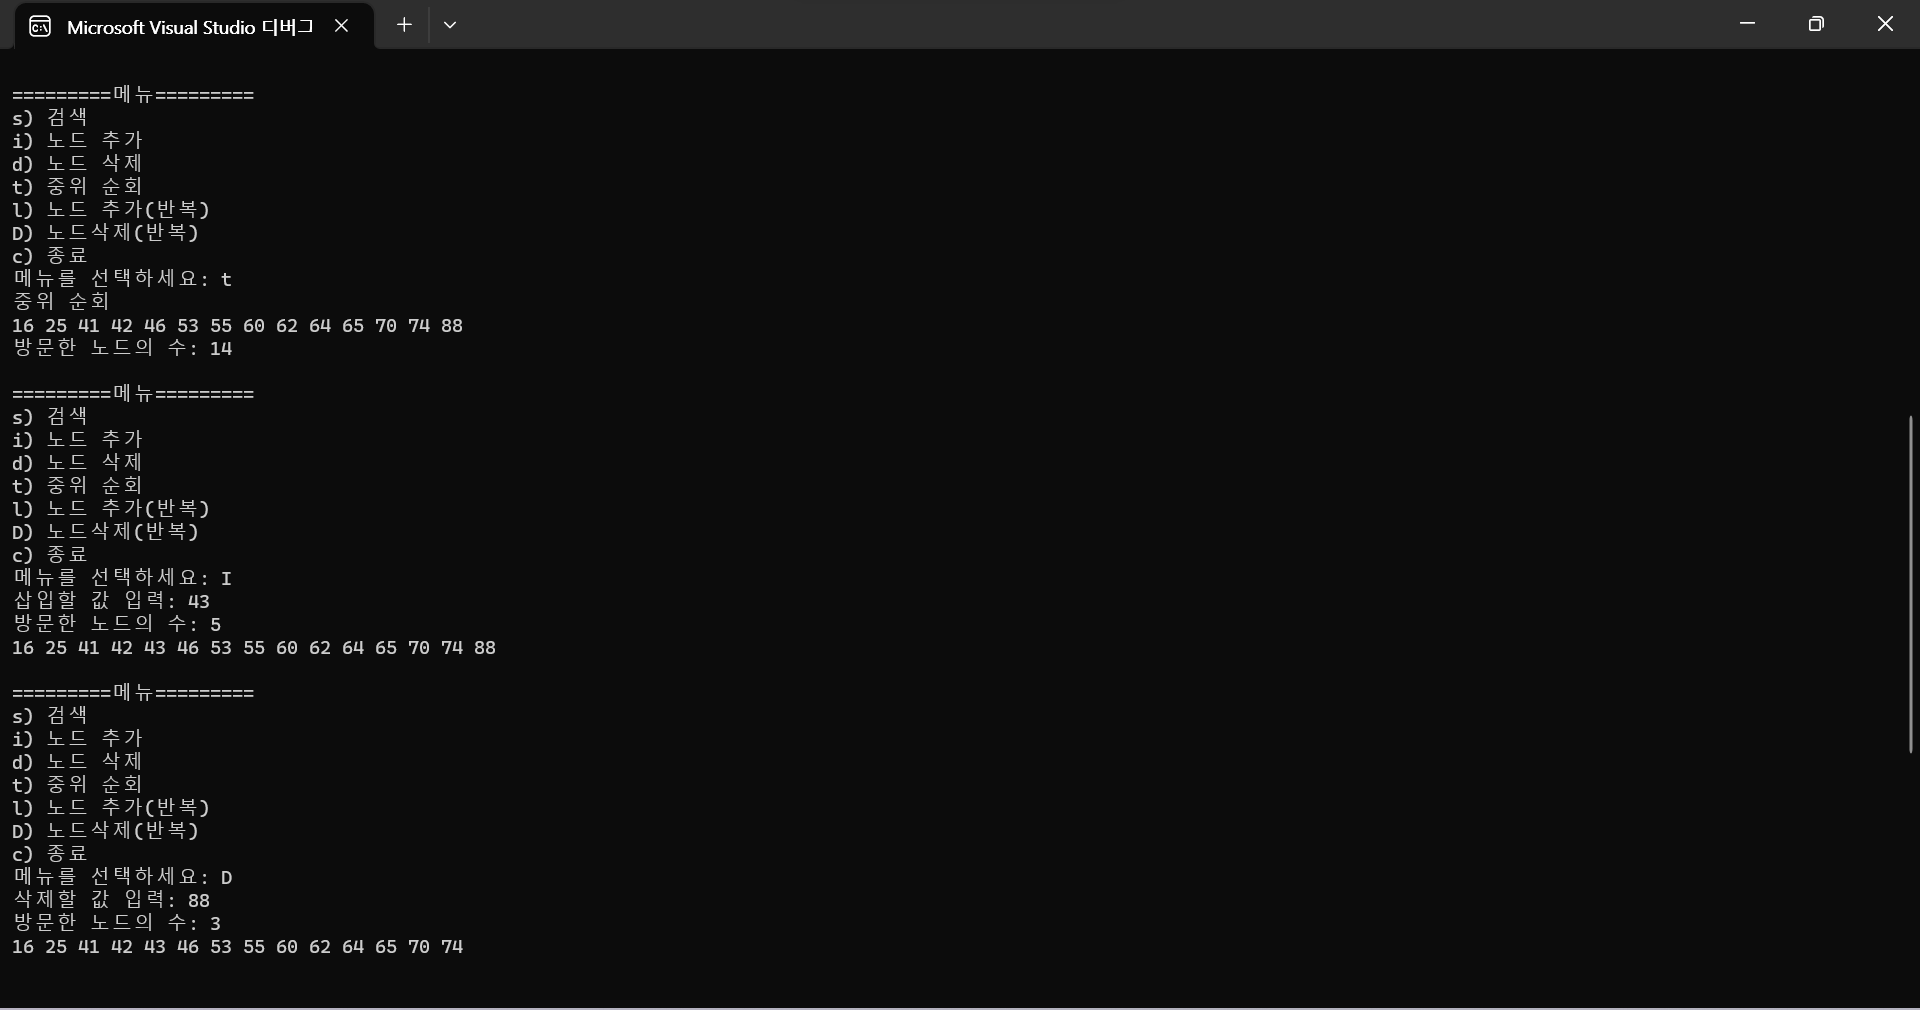 Microsoft Visual Studio 디버그
=========메뉴=========
s) 검색
i) 노드 추가
d) 노드 삭제
t) 중위 순회
l) 노드 추가(반복)
D) 노드삭제(반복)
c) 종료
메뉴를 선택하세요: t
중위 순회
16 25 41 42 46 53 55 60 62 64 65 70 74 88
방문한 노드의 수: 14
=========메뉴=========
s) 검색
i) 노드 추가
d) 노드 삭제
t) 중위 순회
l) 노드 추가(반복)
D) 노드삭제(반복)
c) 종료
메뉴를 선택하세요: I
삽입할 값 입력: 43
방문한 노드의 수: 5
16 25 41 42 43 46 53 55 60 62 64 65 70 74 88
=========메뉴=========
s) 검색
i) 노드 추가
d) 노드 삭제
t) 중위 순회
l) 노드 추가(반복)
D) 노드삭제(반복)
c) 종료
메뉴를 선택하세요: D
삭제할 값 입력: 88
방문한 노드의 수: 3
16 25 41 42 43 46 53 55 60 62 64 65 70 74